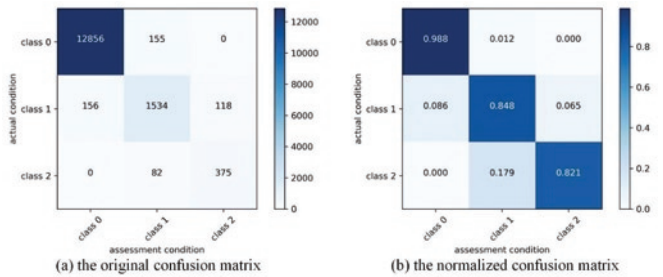 class 0
class 1
class 2
actual condition
12856 155 0
156 1534 118
0 82 375
class 0 class 1 class 2
assessment condition
12000
10000
8000
6000
4000
2000
0
(a) the original confusion matrix
class 0
class 1
class 2
actual condition
0.988 0.012 0.000
0.086 0.848 0.065
0.000 0.179 0.821
class 0 class 1 class 2
assessment condition
0.8
0.6
0.4
0.2
0.0
(b) the normalized confusion matrix